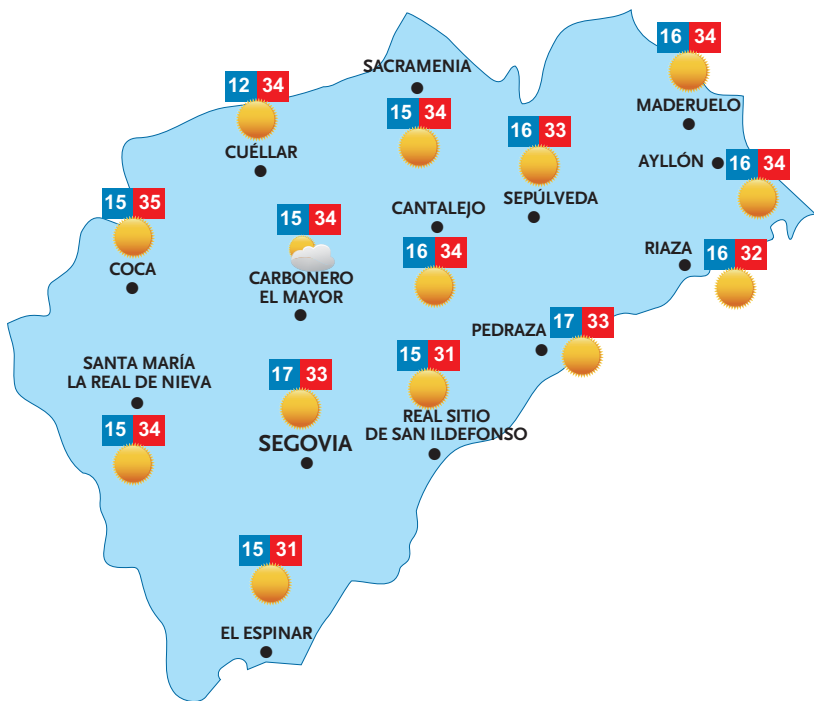 16 34
MADERUELO
SACRAMENIA
15 34
12 34
CUÉLLAR
16 33
SEPÚLVEDA
AYLLÓN
16 34
15 35
COCA
15 34
CARBONERO
EL MAYOR
CANTALEJO
16 34
RIAZA
16 32
PEDRAZA
17 33
SANTA MARÍA
LA REAL DE NIEVA
15 34
17 33
SEGOVIA
15 31
REAL SITIO
DE SAN ILDEFONSO
15 31
EL ESPINAR